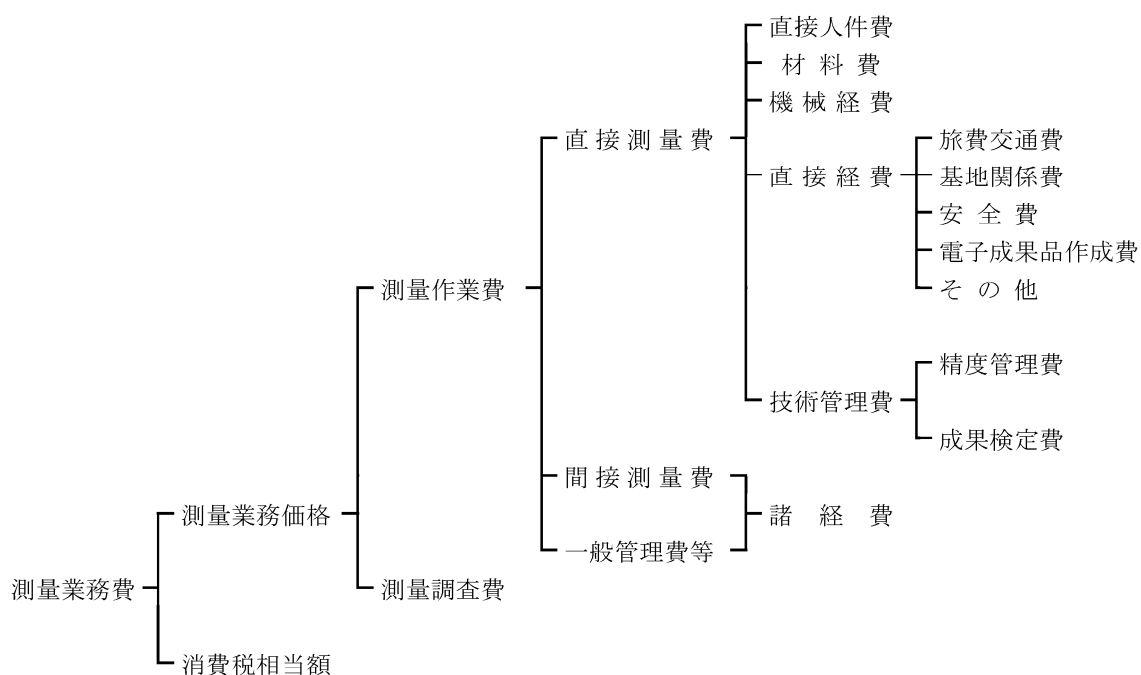 直接人件費
材料費
機械経費
直接測量費
旅費交通費
直接経費
基地関係費
安全費
電子成果品作成費
測量作業費
その他
精度管理費
技術管理費
成果検定費
間接測量費
測量業務価格
諸経費
一般管理費等
測量業務費
測量調査費
消費税相当額